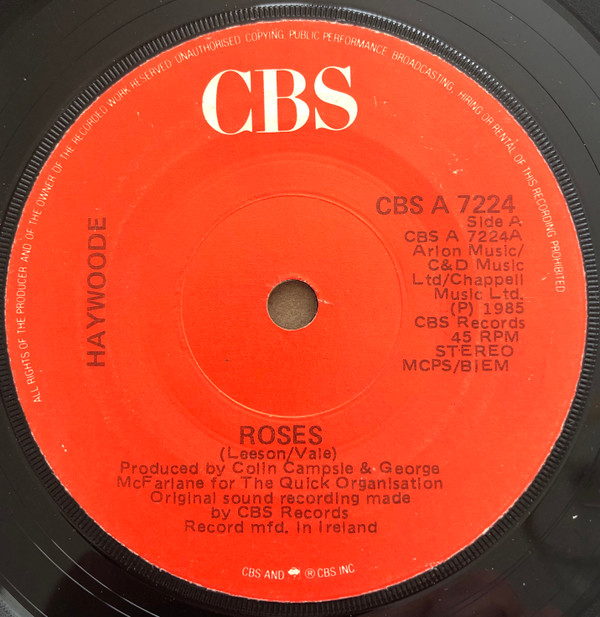 ALL RIGHTS OF THE PRODUCER AND OF THE OWNER OF THE RECORDED WORK RESERVED UNAUTHORISED COPYING, PUBLIC PERFORMANCE, BROADCASTING, HIRING OR RENTAL OF THIS RECORDING PROHIBITED
CBS
HAYWOODE
CBS A 7224
Side A
CBS A 7224A
Arion Music/
C&D Music
Ltd/Chappell
Music Ltd.
(P) 1985
CBS Records
45 RPM
STEREO
MCPS/BIEM
ROSES
(Leeson/Vale)
Produced by Colin Campsie & George
McFarlane for The Quick Organisation
Original sound recording made
by CBS Records
Record mfd. in Ireland
CBS AND ® CBS INC